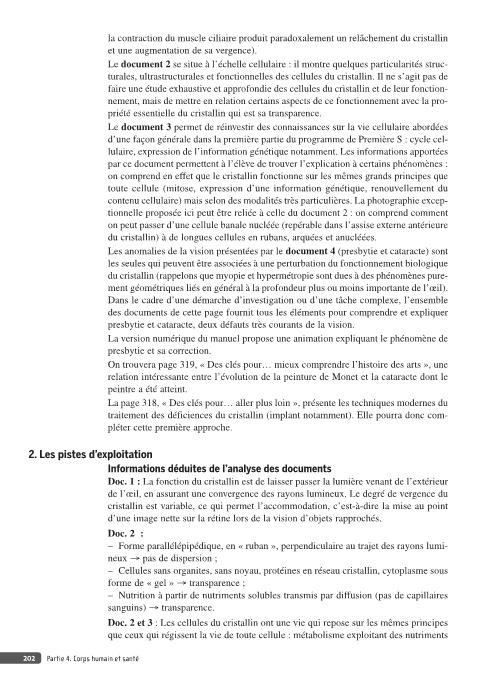 la contraction du muscle ciliaire produit paradoxalement un relâchement du cristallin
et une augmentation de sa vergence).
Le document 2 se situe à l'échelle cellulaire : il montre quelques particularités struc-
turales, ultrastructurales et fonctionnelles des cellules du cristallin. Il ne s'agit pas de
faire une étude exhaustive et approfondie des cellules du cristallin et de leur fonction-
nement, mais de mettre en relation certains aspects de ce fonctionnement avec la pro-
priété essentielle du cristallin qui est sa transparence.
Le document 3 permet de réinvestir des connaissances sur la vie cellulaire abordées
d'une façon générale dans la première partie du programme de Première S : cycle cel-
lulaire, expression de l'information génétique notamment. Les informations apportées
par ce document permettent à l'élève de trouver l'explication à certains phénomènes :
on comprend en effet que le cristallin fonctionne sur les mêmes grands principes que
toute cellule (mitose, expression d'une information génétique, renouvellement du
contenu cellulaire) mais selon des modalités très particulières. La photographie excep-
tionnelle proposée ici peut être reliée à celle du document 2 : on comprend comment
on peut passer d'une cellule banale nucléée (repérable dans l'assise externe antérieure
du cristallin) à de longues cellules en rubans, arquées et anucléées.
Les anomalies de la vision présentées par le document 4 (presbytie et cataracte) sont
les seules qui peuvent être associées à une perturbation du fonctionnement biologique
du cristallin (rappelons que myopie et hypermétropie sont dues à des phénomènes pure-
ment géométriques liés en général à la profondeur plus ou moins importante de l'œil).
Dans le cadre d'une démarche d'investigation ou d'une tâche complexe, l'ensemble
des documents de cette page fournit tous les éléments pour comprendre et expliquer
presbytie et cataracte, deux défauts très courants de la vision.
La version numérique du manuel propose une animation expliquant le phénomène de
presbytie et sa correction.
On trouvera page 319, « Des clés pour… mieux comprendre l'histoire des arts », une
relation intéressante entre l'évolution de la peinture de Monet et la cataracte dont le
peintre a été atteint.
La page 318, « Des clés pour… aller plus loin », présente les techniques modernes du
traitement des déficiences du cristallin (implant notamment). Elle pourra donc com-
pléter cette première approche.
2. Les pistes d'exploitation
Informations déduites de l'analyse des documents
Doc. 1 : La fonction du cristallin est de laisser passer la lumière venant de l'extérieur
de l'œil, en assurant une convergence des rayons lumineux. Le degré de vergence du
cristallin est variable, ce qui permet l'accommodation, c'est-à-dire la mise au point
d'une image nette sur la rétine lors de la vision d'objets rapprochés.
Doc. 2 :
– Forme parallélépipédique, en « ruban », perpendiculaire au trajet des rayons lumi-
neux → pas de dispersion ;
– Cellules sans organites, sans noyau, protéines en réseau cristallin, cytoplasme sous
forme de « gel » → transparence ;
– Nutrition à partir de nutriments solubles transmis par diffusion (pas de capillaires
sanguins) → transparence.
Doc. 2 et 3 : Les cellules du cristallin ont une vie qui repose sur les mêmes principes
que ceux qui régissent la vie de toute cellule : métabolisme exploitant des nutriments
202 Partie 4. Corps humain et santé